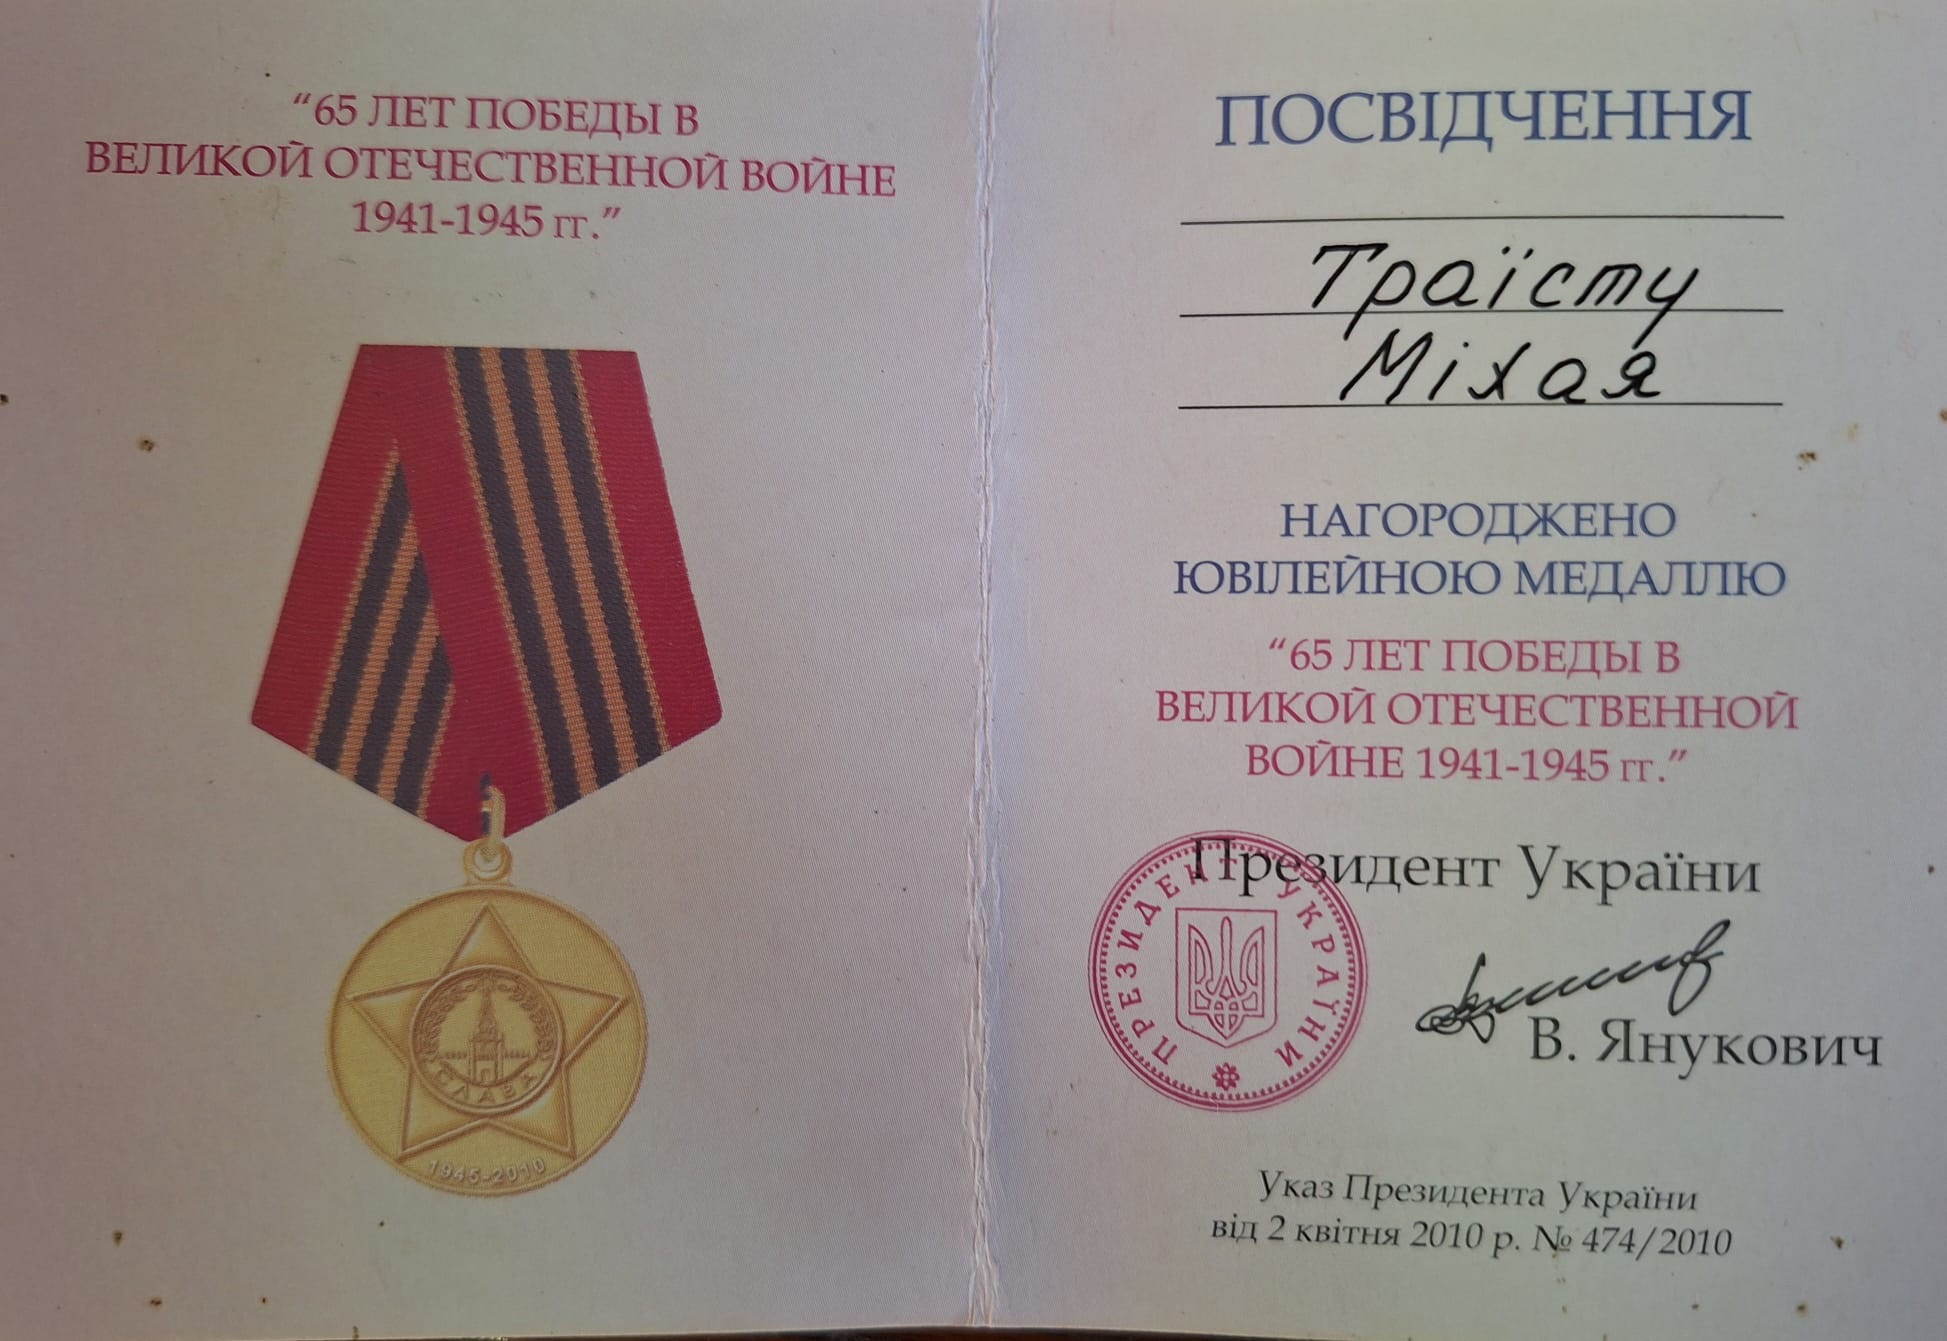 “65 ЛЕТ ПОБЕДЫ В
ВЕЛИКОЙ ОТЕЧЕСТВЕННОЙ ВОЙНЕ
1941-1945 гг.”
СЛАВА
1945-2010
ПОСВІДЧЕННЯ
Траїсту
Міхая
НАГОРОДЖЕНО
ЮВІЛЕЙНОЮ МЕДАЛЛЮ
“65 ЛЕТ ПОБЕДЫ В
ВЕЛИКОЙ ОТЕЧЕСТВЕННОЙ
ВОЙНЕ 1941-1945 гг.”
Президент України
ПРЕЗИДЕНТ УКРАЇНИ
В. Янукович
Указ Президента України
від 2 квітня 2010 р. № 474/2010